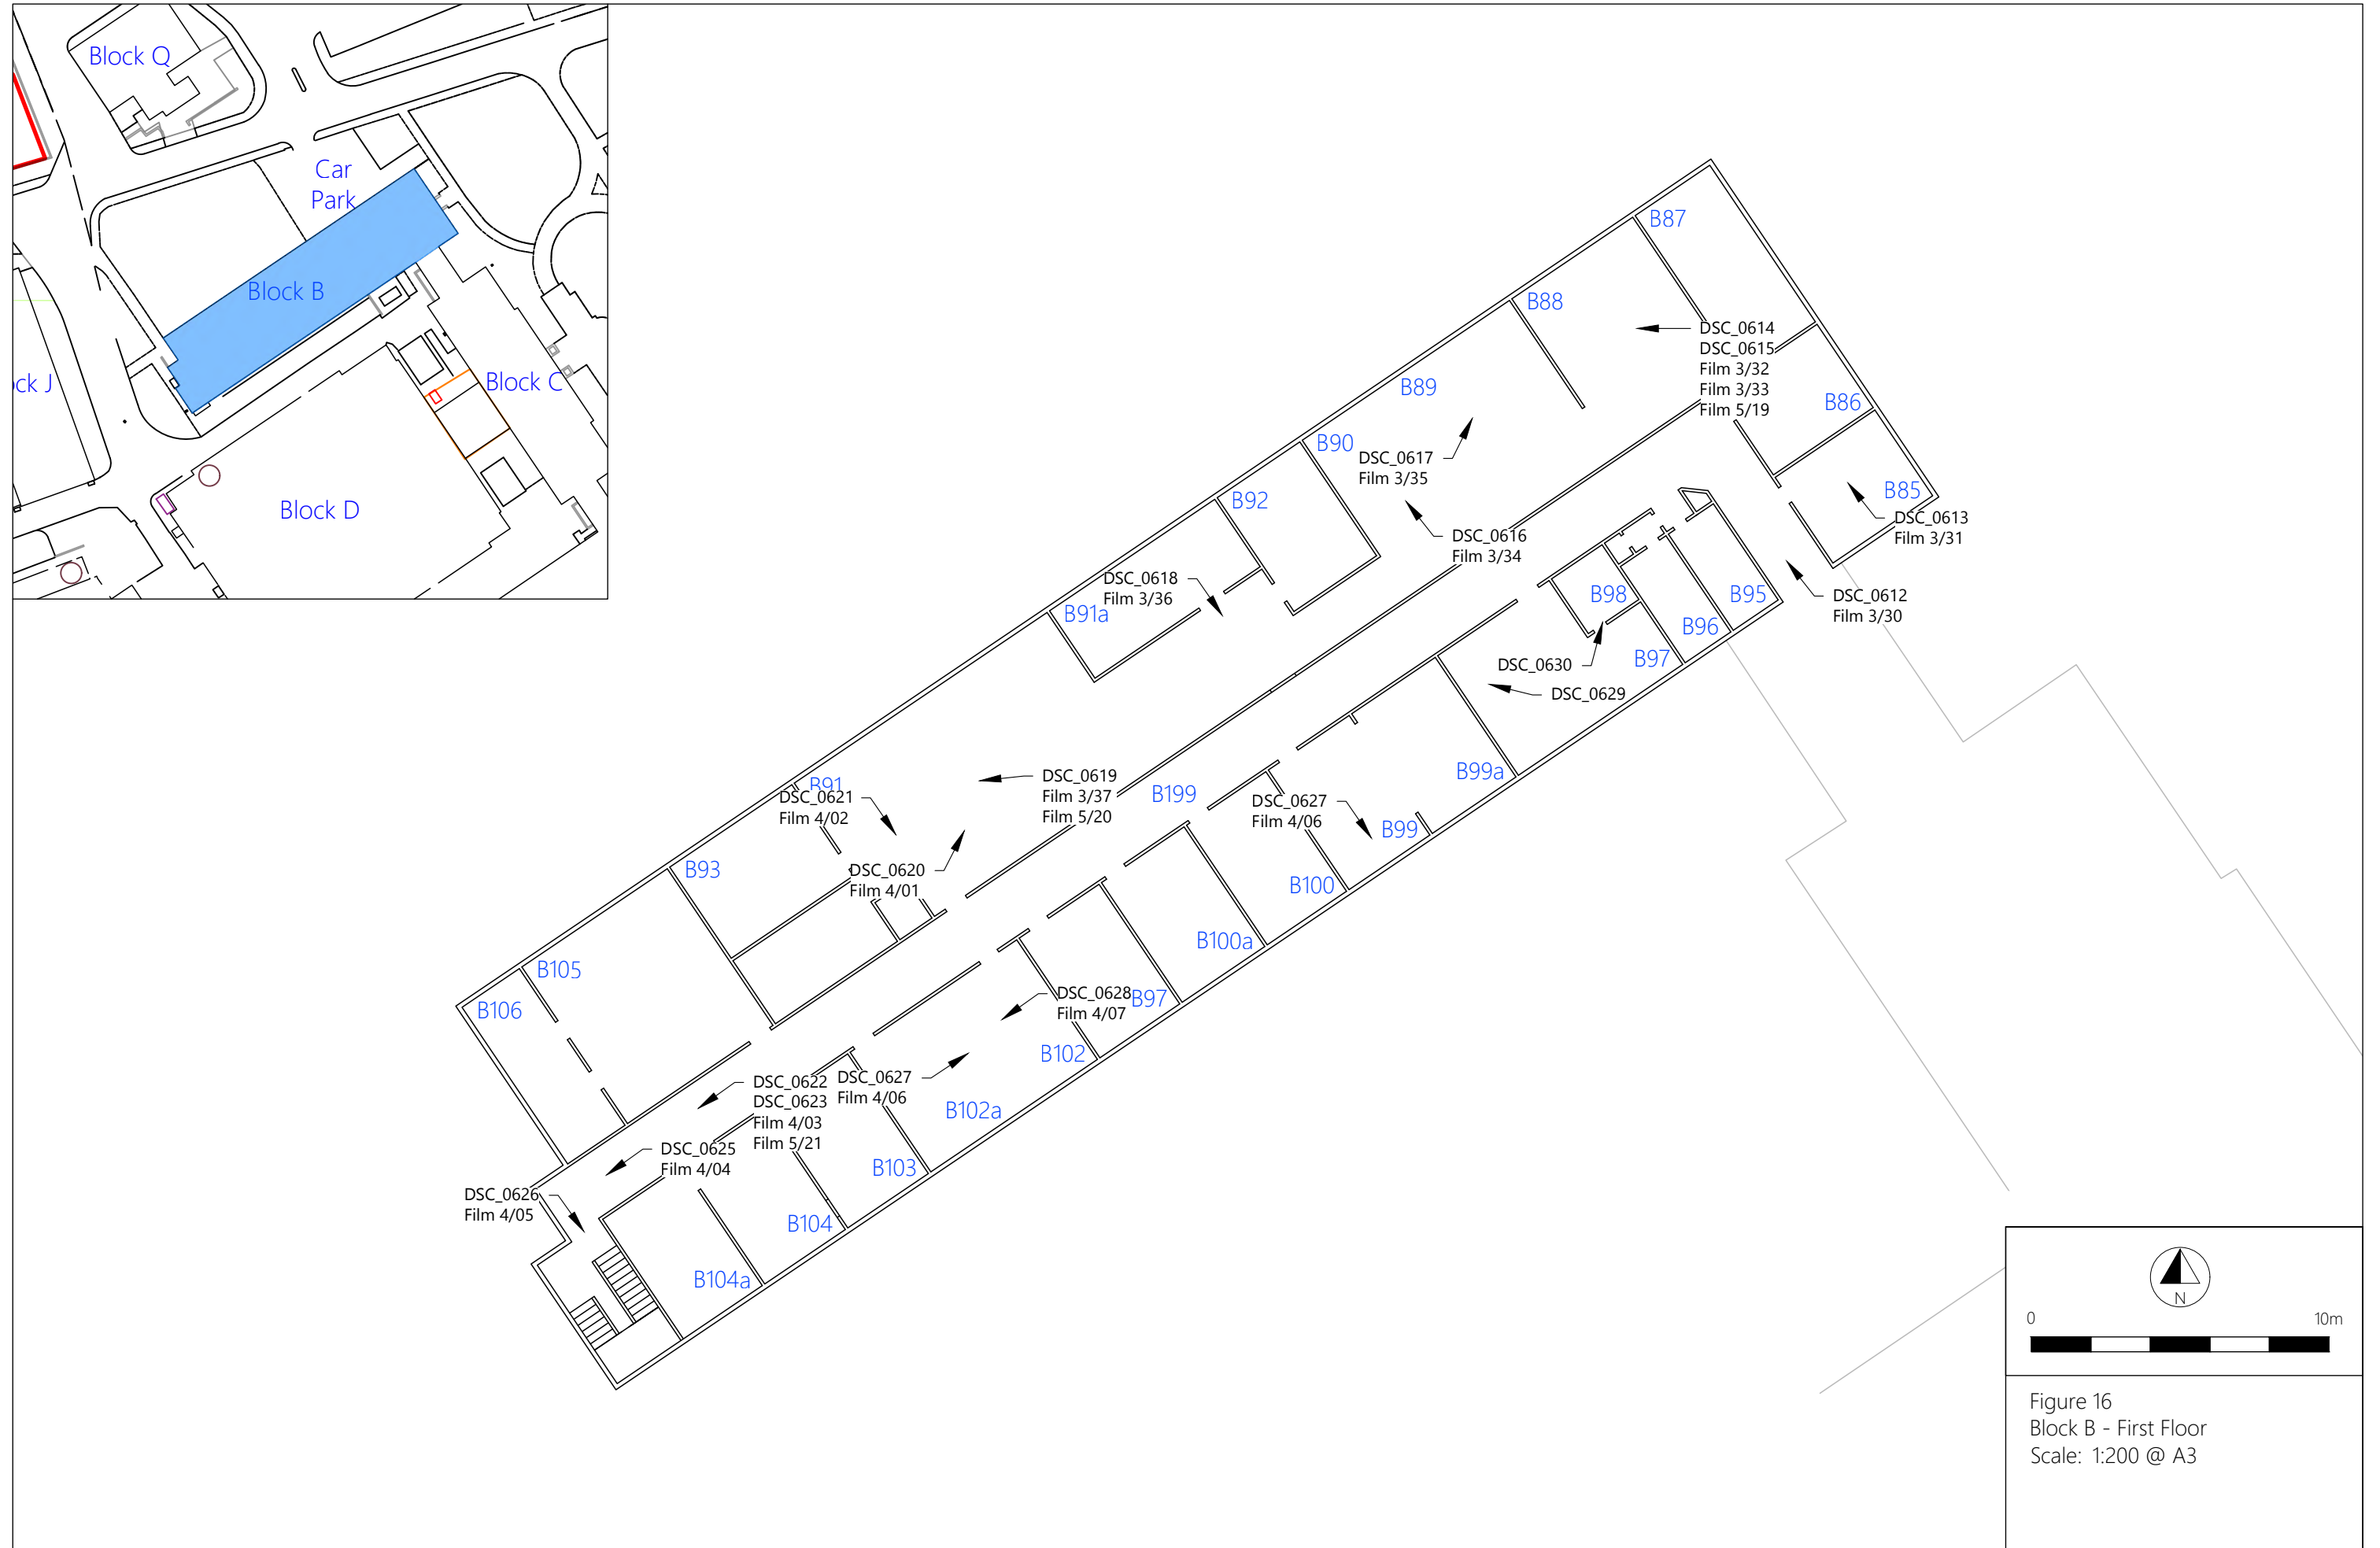 Block Q
Car
Park
Block B
ck J
Block C
Block D
B87
B88
DSC_0614
DSC_0615
Film 3/32
Film 3/33
Film 5/19
B89
B86
B90
DSC_0617
Film 3/35
B85
B92
DSC_0613
Film 3/31
DSC_0616
Film 3/34
DSC_0618
Film 3/36
B98
B95
DSC_0612
Film 3/30
B91a
B96
B97
DSC_0630
DSC_0629
B99a
B91
DSC_0621
Film 4/02
DSC_0619
Film 3/37
Film 5/20
B199
DSC_0627
Film 4/06
B99
B93
DSC_0620
Film 4/01
B100
B100a
B105
B106
DSC_0628
Film 4/07
B97
B102
DSC_0622
DSC_0623
Film 4/03
Film 5/21
DSC_0627
Film 4/06
B102a
DSC_0625
Film 4/04
B103
DSC_0626
Film 4/05
B104
B104a
N
0
10m
Figure 16
Block B - First Floor
Scale: 1:200 @ A3